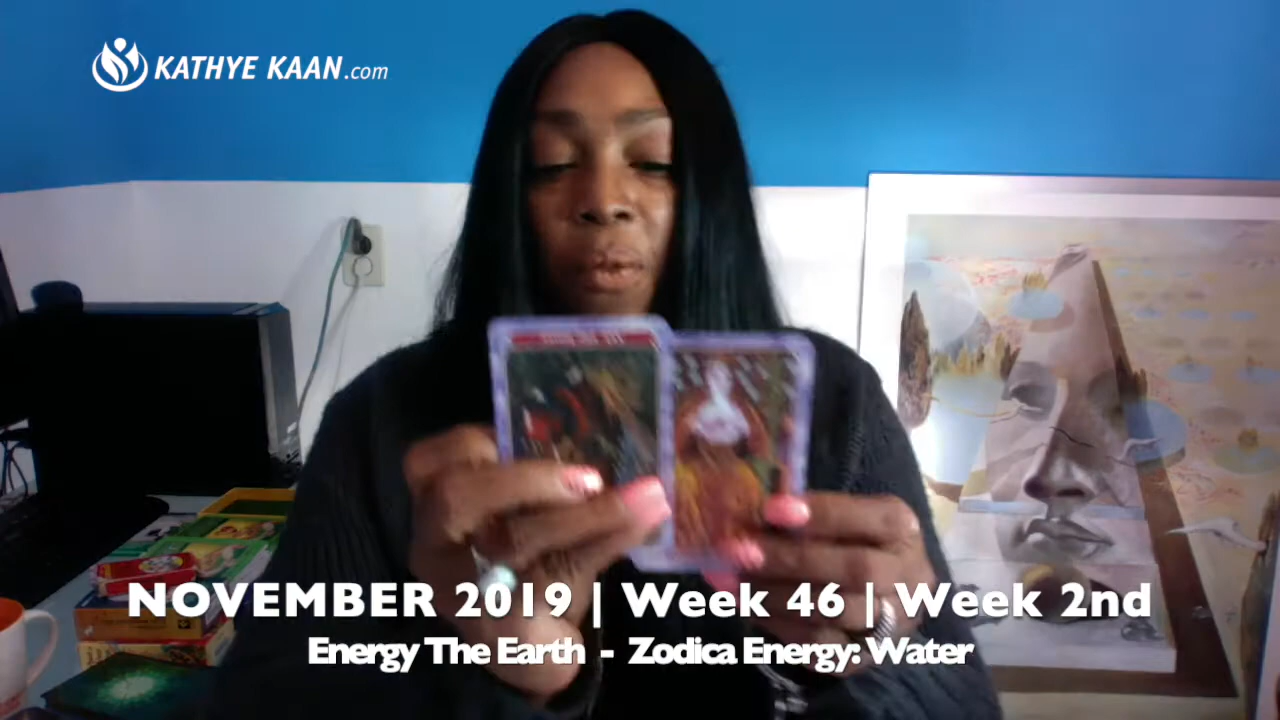 KATHYE KAAN.com
NOVEMBER 2019 | Week 46 | Week 2nd
Energy The Earth - Zodica Energy: Water